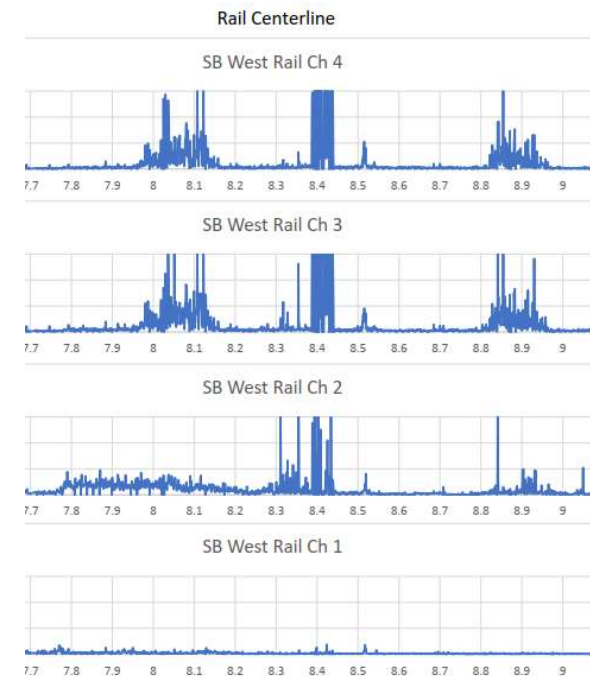 Rail Centerline
SB West Rail Ch 4
7.7 7.8 7.9 8 8.1 8.2 8.3 8.4 8.5 8.6 8.7 8.8 8.9 9
SB West Rail Ch 3
7.7 7.8 7.9 8 8.1 8.2 8.3 8.4 8.5 8.6 8.7 8.8 8.9 9
SB West Rail Ch 2
7.7 7.8 7.9 8 8.1 8.2 8.3 8.4 8.5 8.6 8.7 8.8 8.9 9
SB West Rail Ch 1
7.7 7.8 7.9 8 8.1 8.2 8.3 8.4 8.5 8.6 8.7 8.8 8.9 9